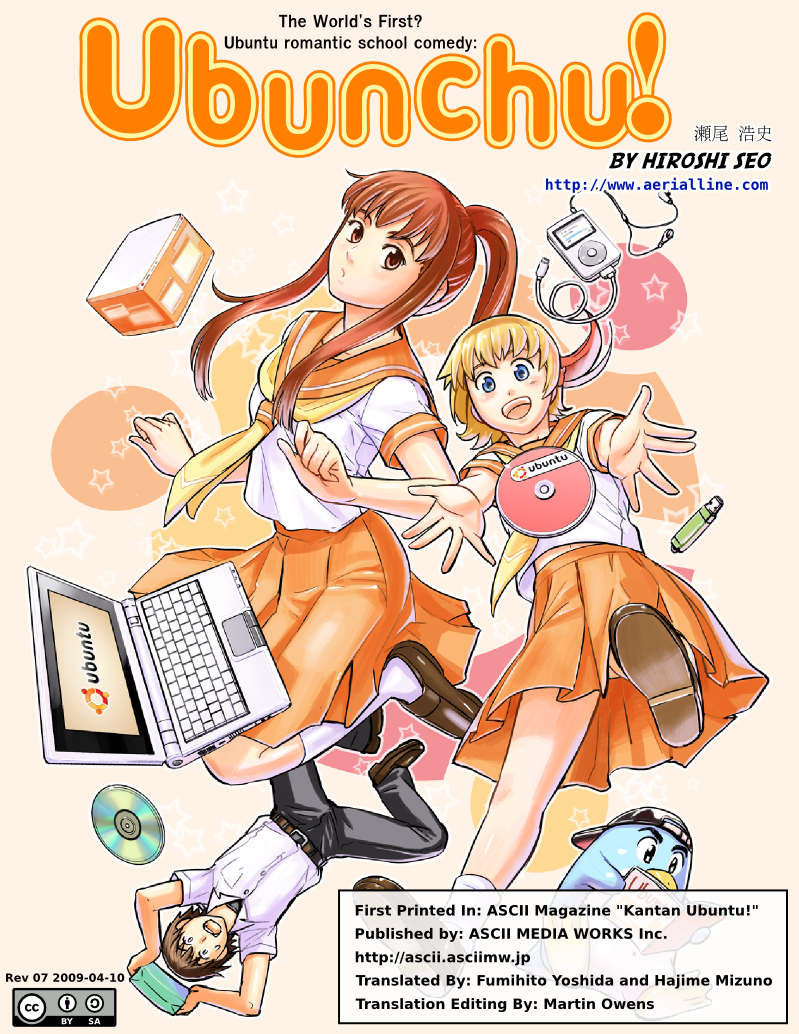 The World's First?
Ubuntu romantic school comedy:
Ubunchu!
瀬尾 浩史
BY HIROSHI SEO
http://www.aerialline.com
ubuntu
ubuntu
First Printed In: ASCII Magazine "Kantan Ubuntu!"
Published by: ASCII MEDIA WORKS Inc.
http://ascii.asciimw.jp
Translated By: Fumihito Yoshida and Hajime Mizuno
Translation Editing By: Martin Owens
Rev 07 2009-04-10
cc
BY SA